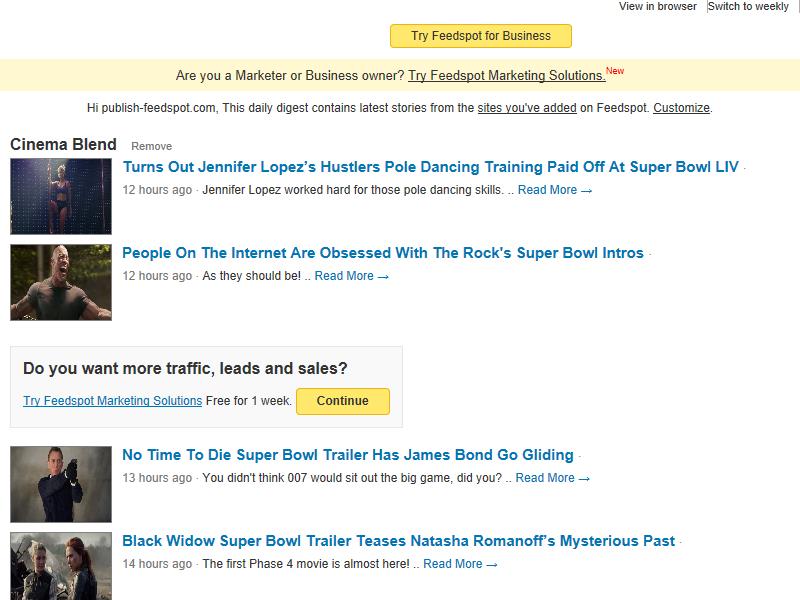 View in browser | Switch to weekly
Try Feedspot for Business
Are you a Marketer or Business owner? Try Feedspot Marketing Solutions. New
Hi publish-feedspot.com, This daily digest contains latest stories from the sites you've added on Feedspot. Customize.
Cinema Blend Remove
Turns Out Jennifer Lopez’s Hustlers Pole Dancing Training Paid Off At Super Bowl LIV ·
12 hours ago · Jennifer Lopez worked hard for those pole dancing skills. .. Read More →
People On The Internet Are Obsessed With The Rock's Super Bowl Intros ·
12 hours ago · As they should be! .. Read More →
Do you want more traffic, leads and sales?
Try Feedspot Marketing Solutions Free for 1 week. Continue
No Time To Die Super Bowl Trailer Has James Bond Go Gliding ·
13 hours ago · You didn't think 007 would sit out the big game, did you? .. Read More →
Black Widow Super Bowl Trailer Teases Natasha Romanoff’s Mysterious Past ·
14 hours ago · The first Phase 4 movie is almost here! .. Read More →